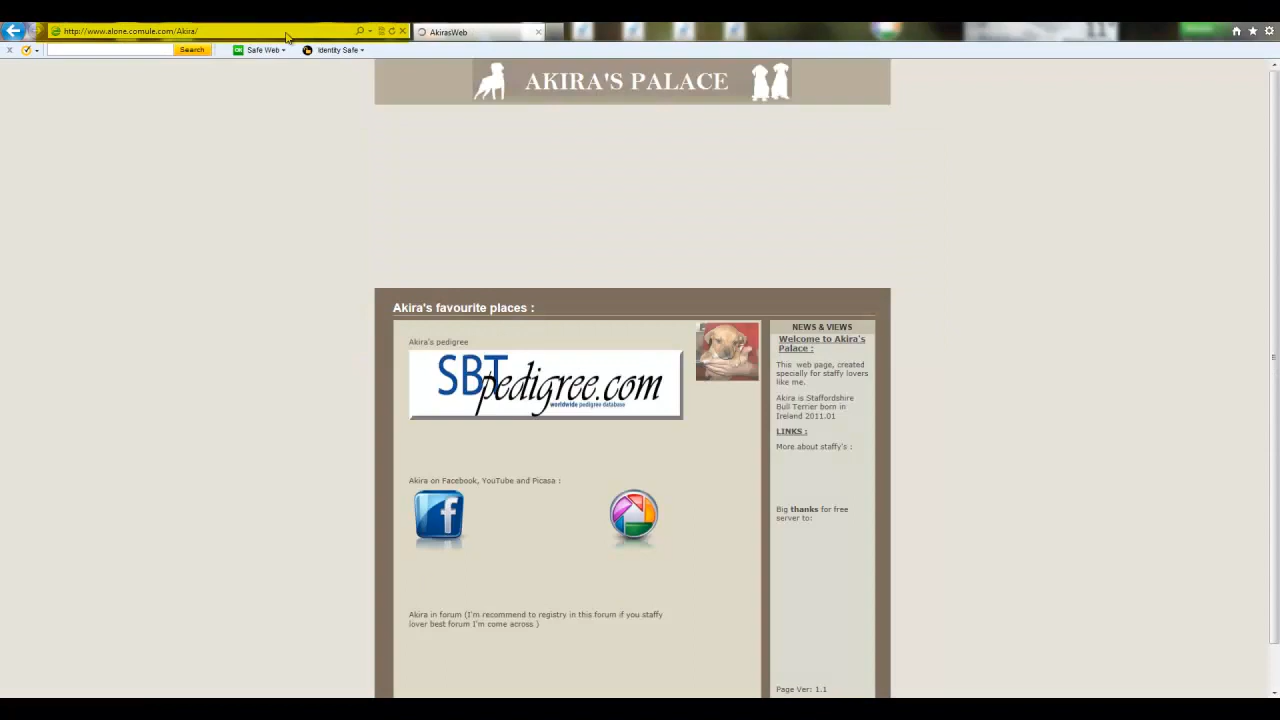 http://www.alone.comule.com/Akira/
AkirasWeb
Search
OK
Safe Web
Identity Safe
AKIRA'S PALACE
Akira's favourite places :
Akira's pedigree
SBTpedigree.com
worldwide pedigree database
Akira on Facebook, YouTube and Picasa :
f
Akira in forum (I'm recommend to registry in this forum if you staffy
lover best forum I'm come across )
NEWS & VIEWS
Welcome to Akira's
Palace :
This web page, created
specially for staffy lovers
like me.
Akira is Staffordshire
Bull Terrier born in
Ireland 2011.01
LINKS :
More about staffy's :
Big thanks for free
server to:
Page Ver: 1.1